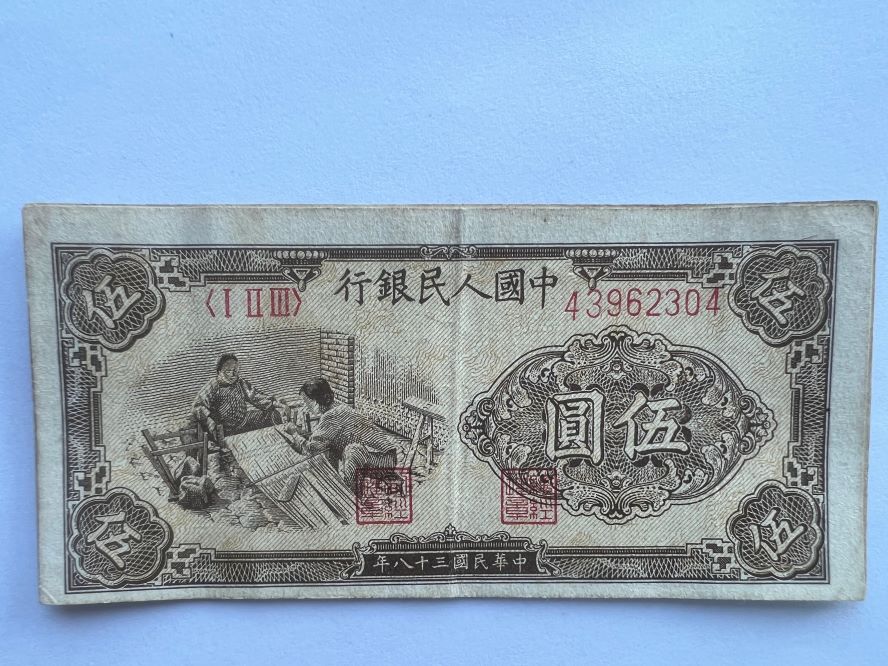 伍
伍
中國人民銀行
<I II III>
43962304
伍圓
伍
伍
中華民國三十八年